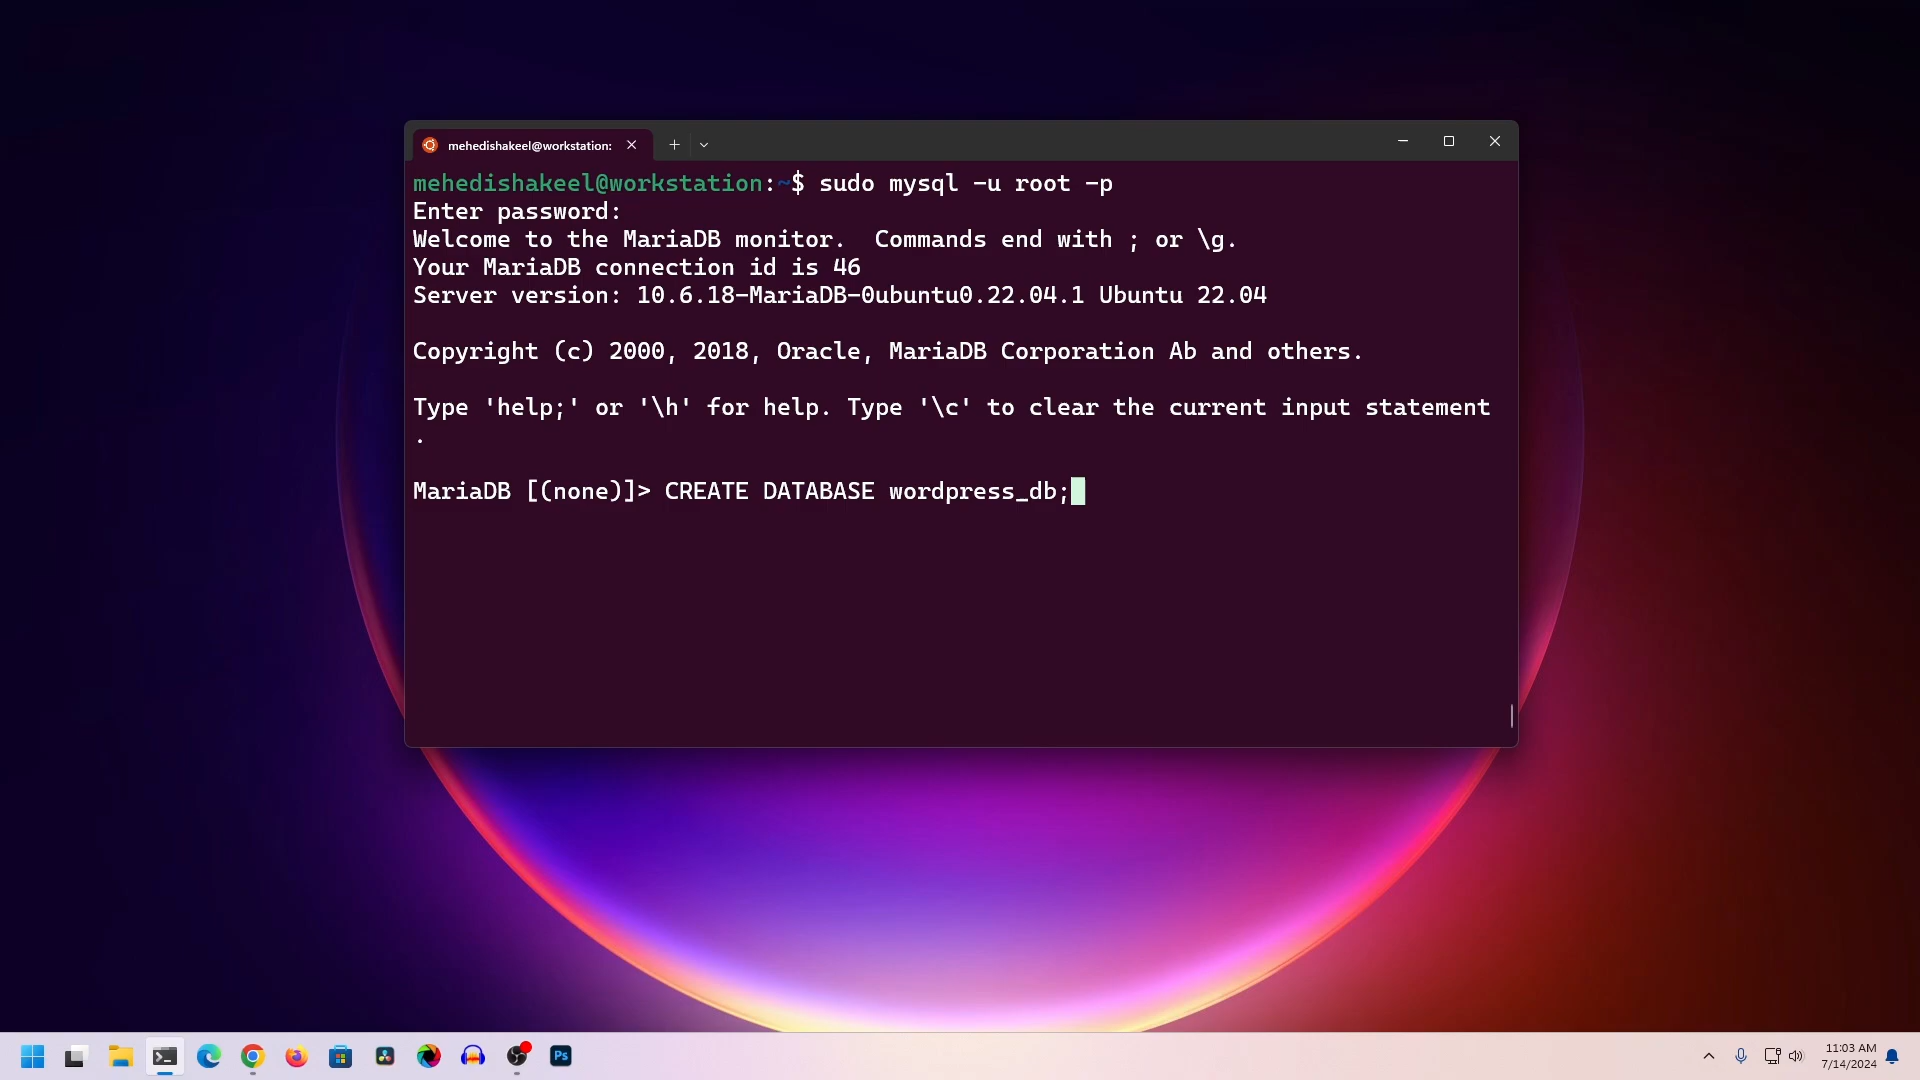 mehedishakeel@workstation:
mehedishakeel@workstation:~$ sudo mysql -u root -p
Enter password:
Welcome to the MariaDB monitor.  Commands end with ; or \g.
Your MariaDB connection id is 46
Server version: 10.6.18-MariaDB-0ubuntu0.22.04.1 Ubuntu 22.04
Copyright (c) 2000, 2018, Oracle, MariaDB Corporation Ab and others.
Type 'help;' or '\h' for help. Type '\c' to clear the current input statement
.
MariaDB [(none)]> CREATE DATABASE wordpress_db;
Ps
11:03 AM
7/14/2024